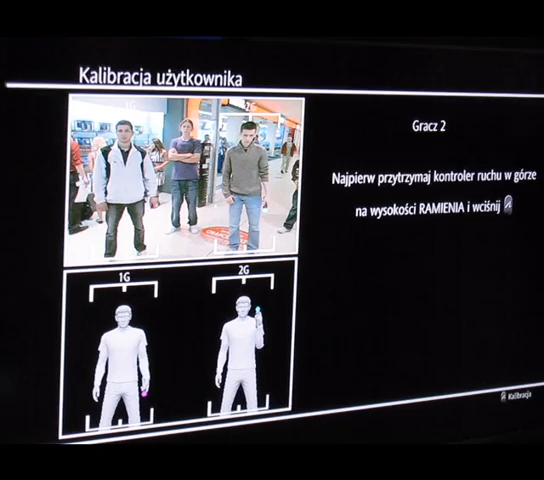 Kalibracja użytkownika
1G
2G
Gracz 2
Najpierw przytrzymaj kontroler ruchu w górze
na wysokości RAMIENIA i wciśnij
1G
2G
Kalibracja